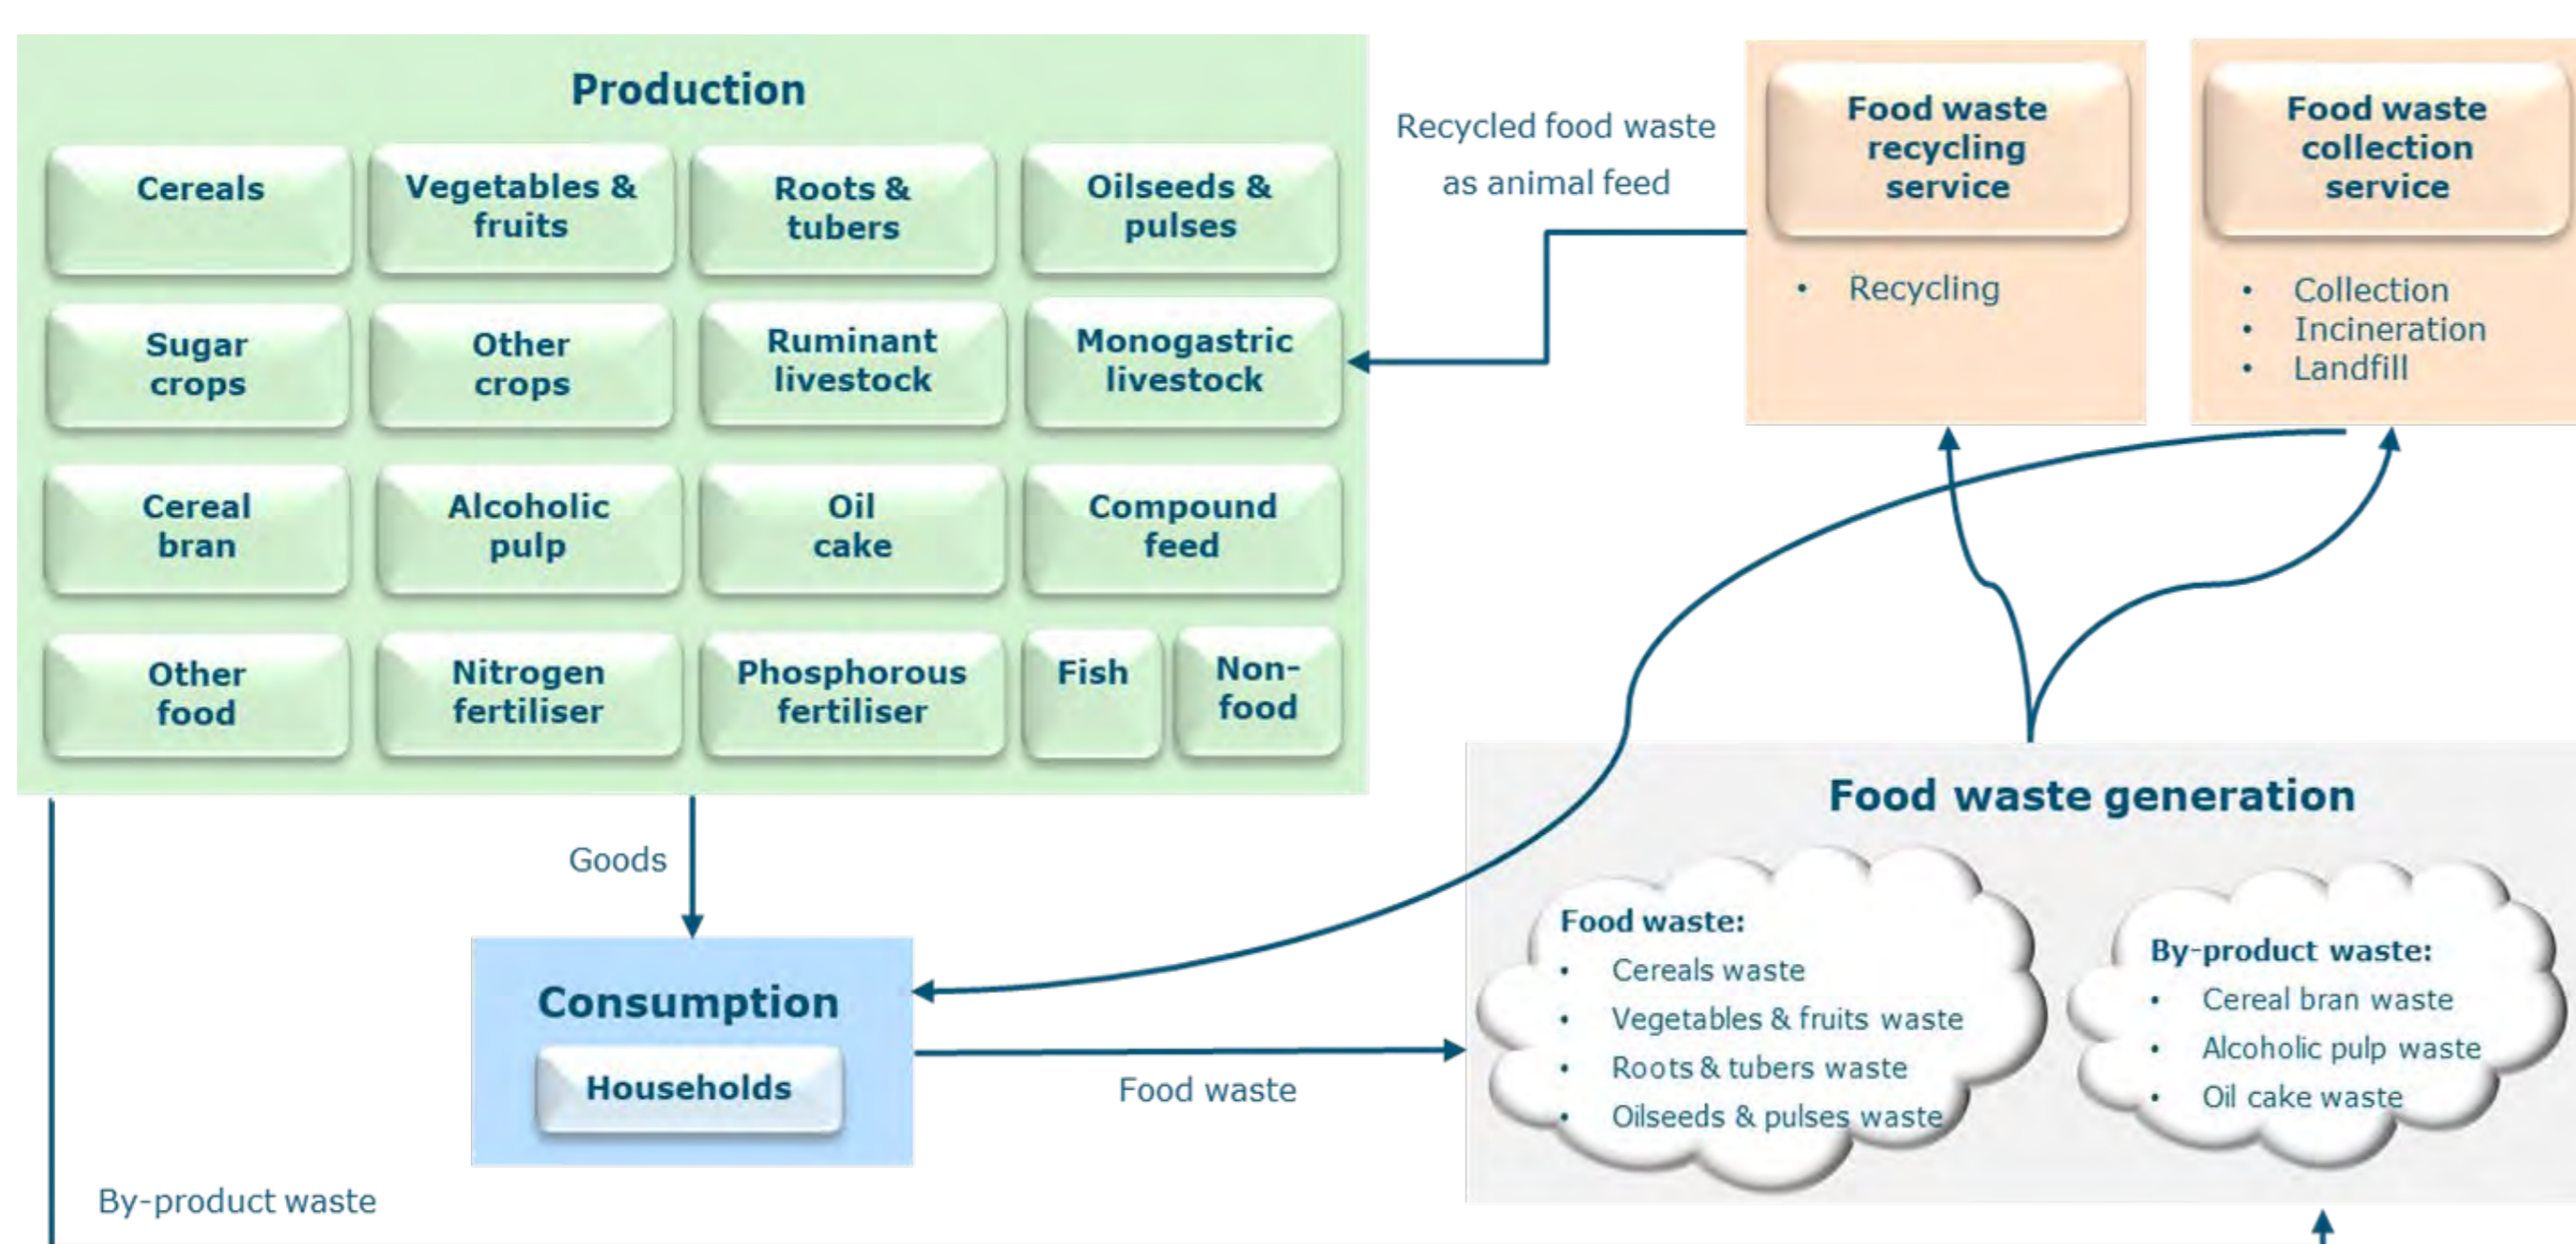 Production
Cereals
Vegetables &
fruits
Roots &
tubers
Oilseeds &
pulses
Sugar
crops
Other
crops
Ruminant
livestock
Monogastric
livestock
Cereal
bran
Alcoholic
pulp
Oil
cake
Compound
feed
Other
food
Nitrogen
fertiliser
Phosphorous
fertiliser
Fish
Non-
food
Recycled food waste
as animal feed
Food waste
recycling
service
• Recycling
Food waste
collection
service
• Collection
• Incineration
• Landfill
Goods
Consumption
Households
Food waste
By-product waste
Food waste generation
Food waste:
• Cereals waste
• Vegetables & fruits waste
• Roots & tubers waste
• Oilseeds & pulses waste
By-product waste:
• Cereal bran waste
• Alcoholic pulp waste
• Oil cake waste